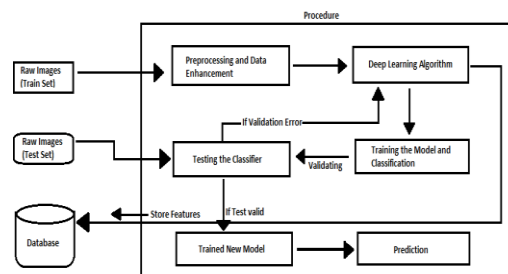 Procedure
Raw Images
(Train Set)
Preprocessing and Data
Enhancement
Deep Learning Algorithm
If Validation Error
Raw Images
(Test Set)
Testing the Classifier
Validating
Training the Model and
Classification
Store Features
If Test valid
Database
Trained New Model
Prediction